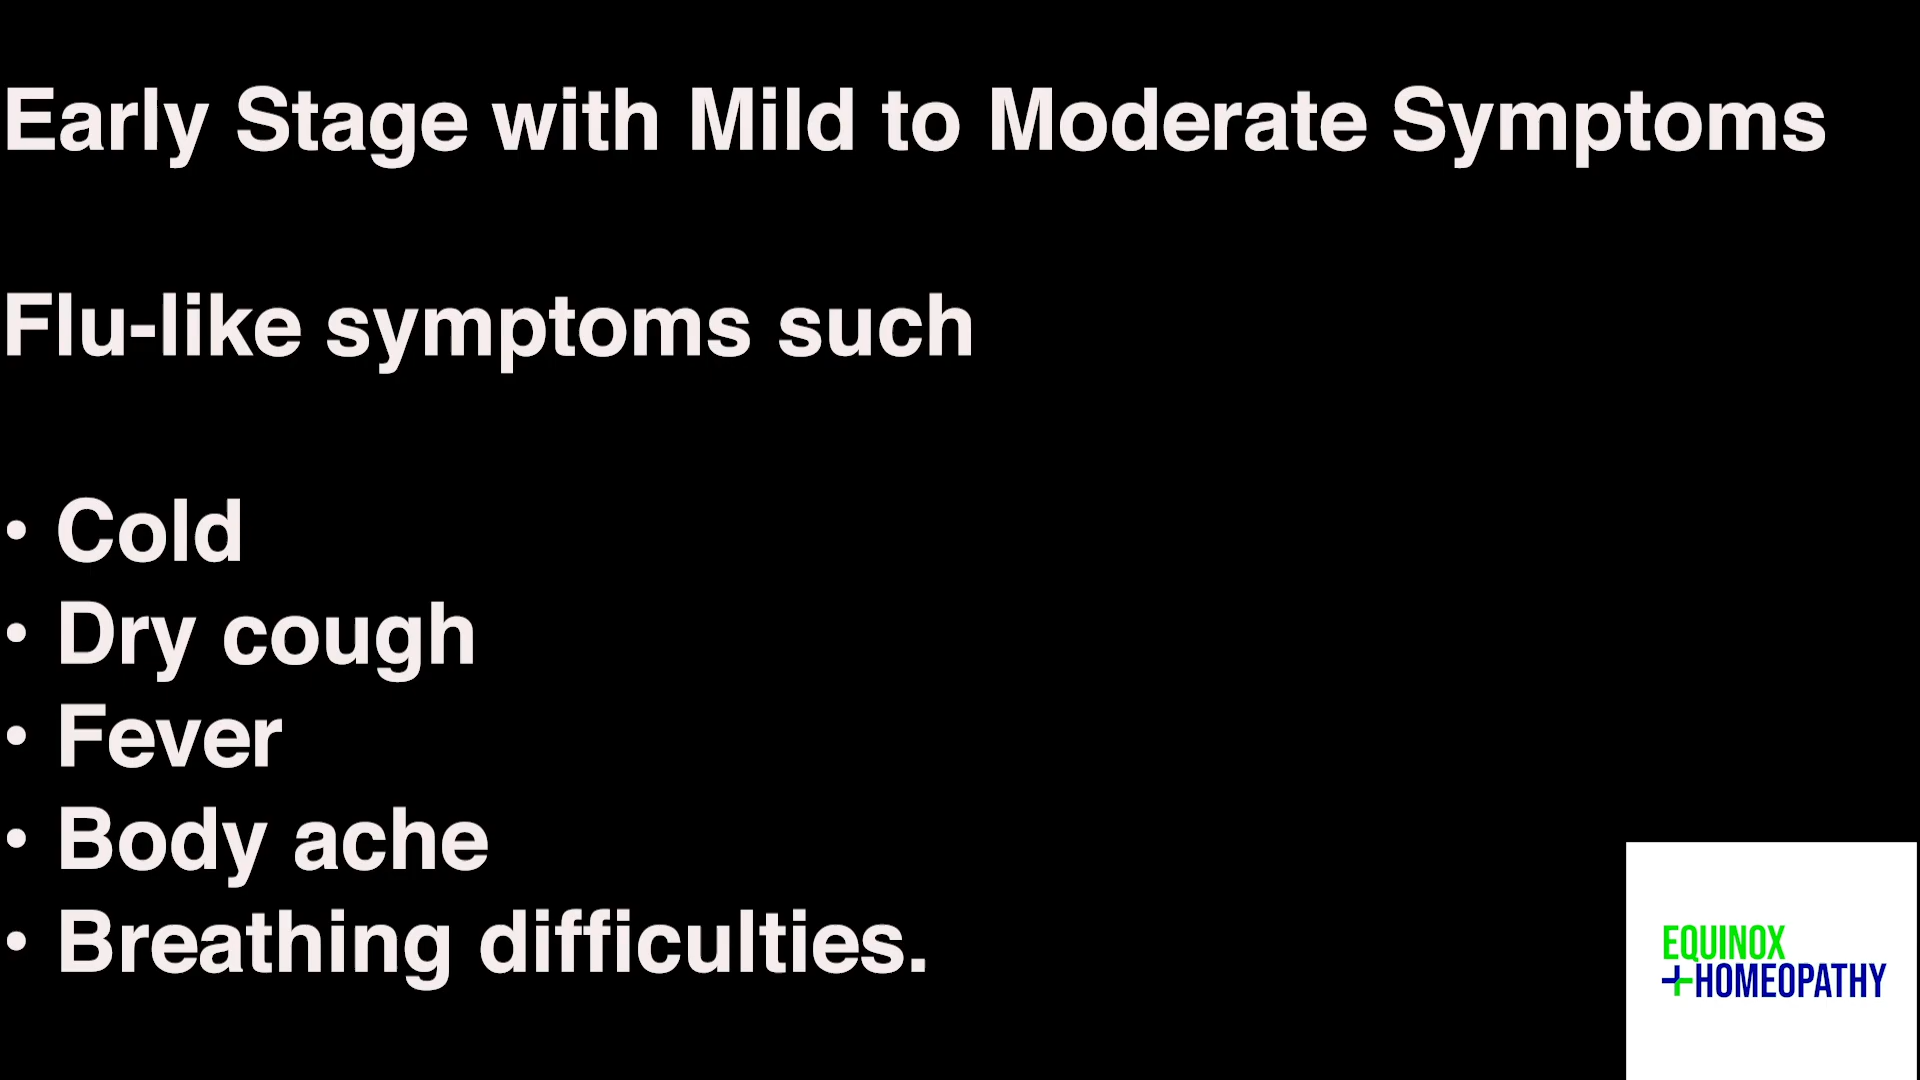 Early Stage with Mild to Moderate Symptoms
Flu-like symptoms such
• Cold
• Dry cough
• Fever
• Body ache
• Breathing difficulties.
EQUINOX
+HOMEOPATHY